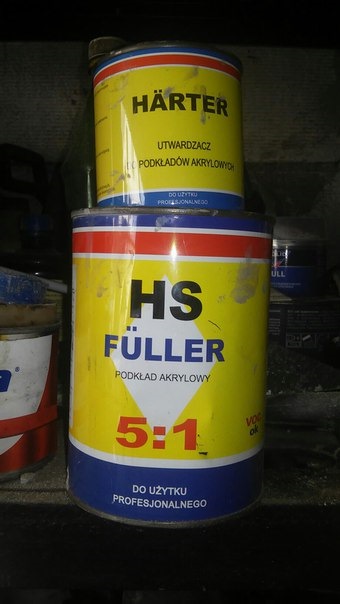 HÄRTER
UTWARDZACZ
DO PODKŁADÓW AKRYLOWYCH
DO UŻYTKU
PROFESJONALNEGO
HS
FÜLLER
PODKŁAD AKRYLOWY
5:1
VOC
ok
DO UŻYTKU
PROFESJONALNEGO
ULL
a